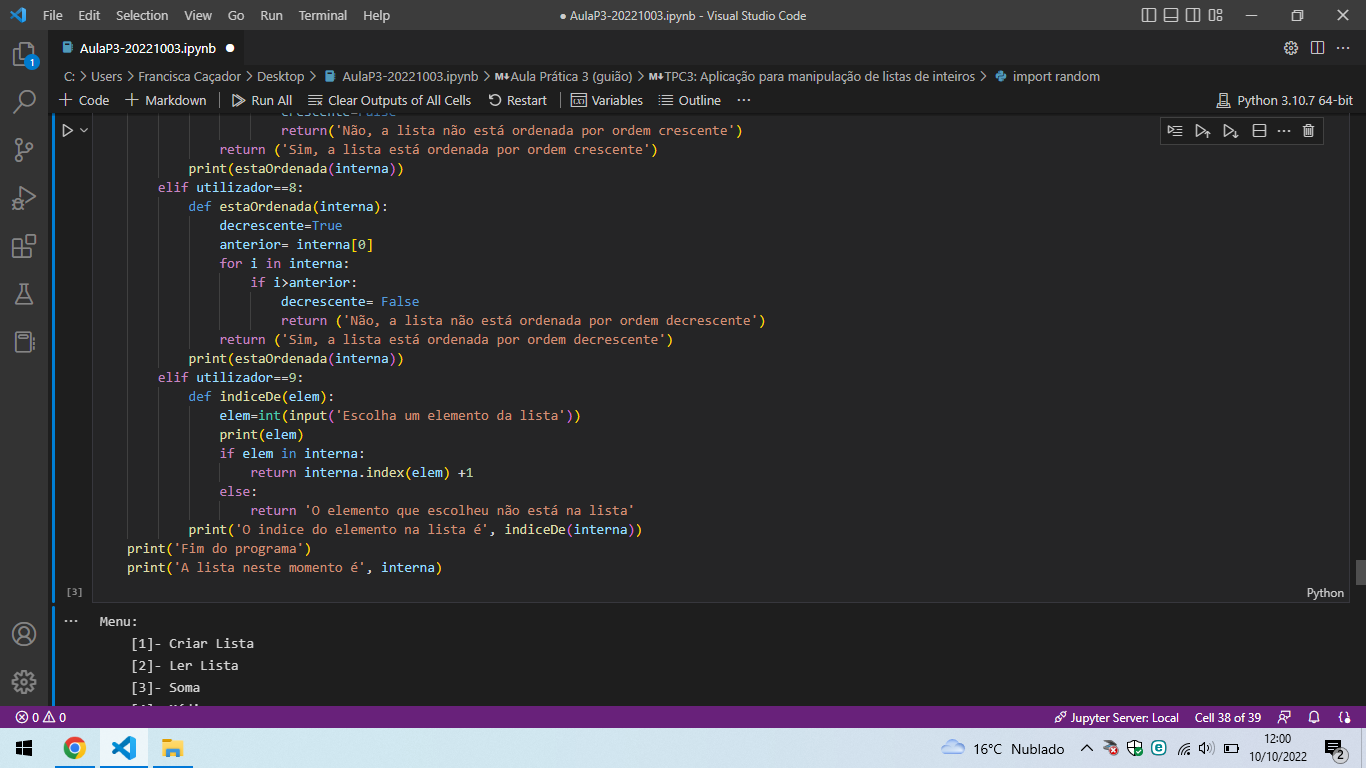 File Edit Selection View Go Run Terminal Help
● AulaP3-20221003.ipynb - Visual Studio Code
AulaP3-20221003.ipynb ●
C: > Users > Francisca Caçador > Desktop > AulaP3-20221003.ipynb > M↓Aula Prática 3 (guião) > M↓TPC3: Aplicação para manipulação de listas de inteiros > import random
+ Code + Markdown | Run All Clear Outputs of All Cells Restart | Variables Outline ···
Python 3.10.7 64-bit
crescente=False
return('Não, a lista não está ordenada por ordem crescente')
return ('Sim, a lista está ordenada por ordem crescente')
print(estaOrdenada(interna))
elif utilizador==8:
def estaOrdenada(interna):
decrescente=True
anterior= interna[0]
for i in interna:
if i>anterior:
decrescente= False
return ('Não, a lista não está ordenada por ordem decrescente')
return ('Sim, a lista está ordenada por ordem decrescente')
print(estaOrdenada(interna))
elif utilizador==9:
def indiceDe(elem):
elem=int(input('Escolha um elemento da lista'))
print(elem)
if elem in interna:
return interna.index(elem) +1
else:
return 'O elemento que escolheu não está na lista'
print('O indice do elemento na lista é', indiceDe(interna))
print('Fim do programa')
print('A lista neste momento é', interna)
[3]
Python
··· Menu:
[1]- Criar Lista
[2]- Ler Lista
[3]- Soma
1
0 0
Jupyter Server: Local Cell 38 of 39
16°C Nublado
12:00
10/10/2022
2